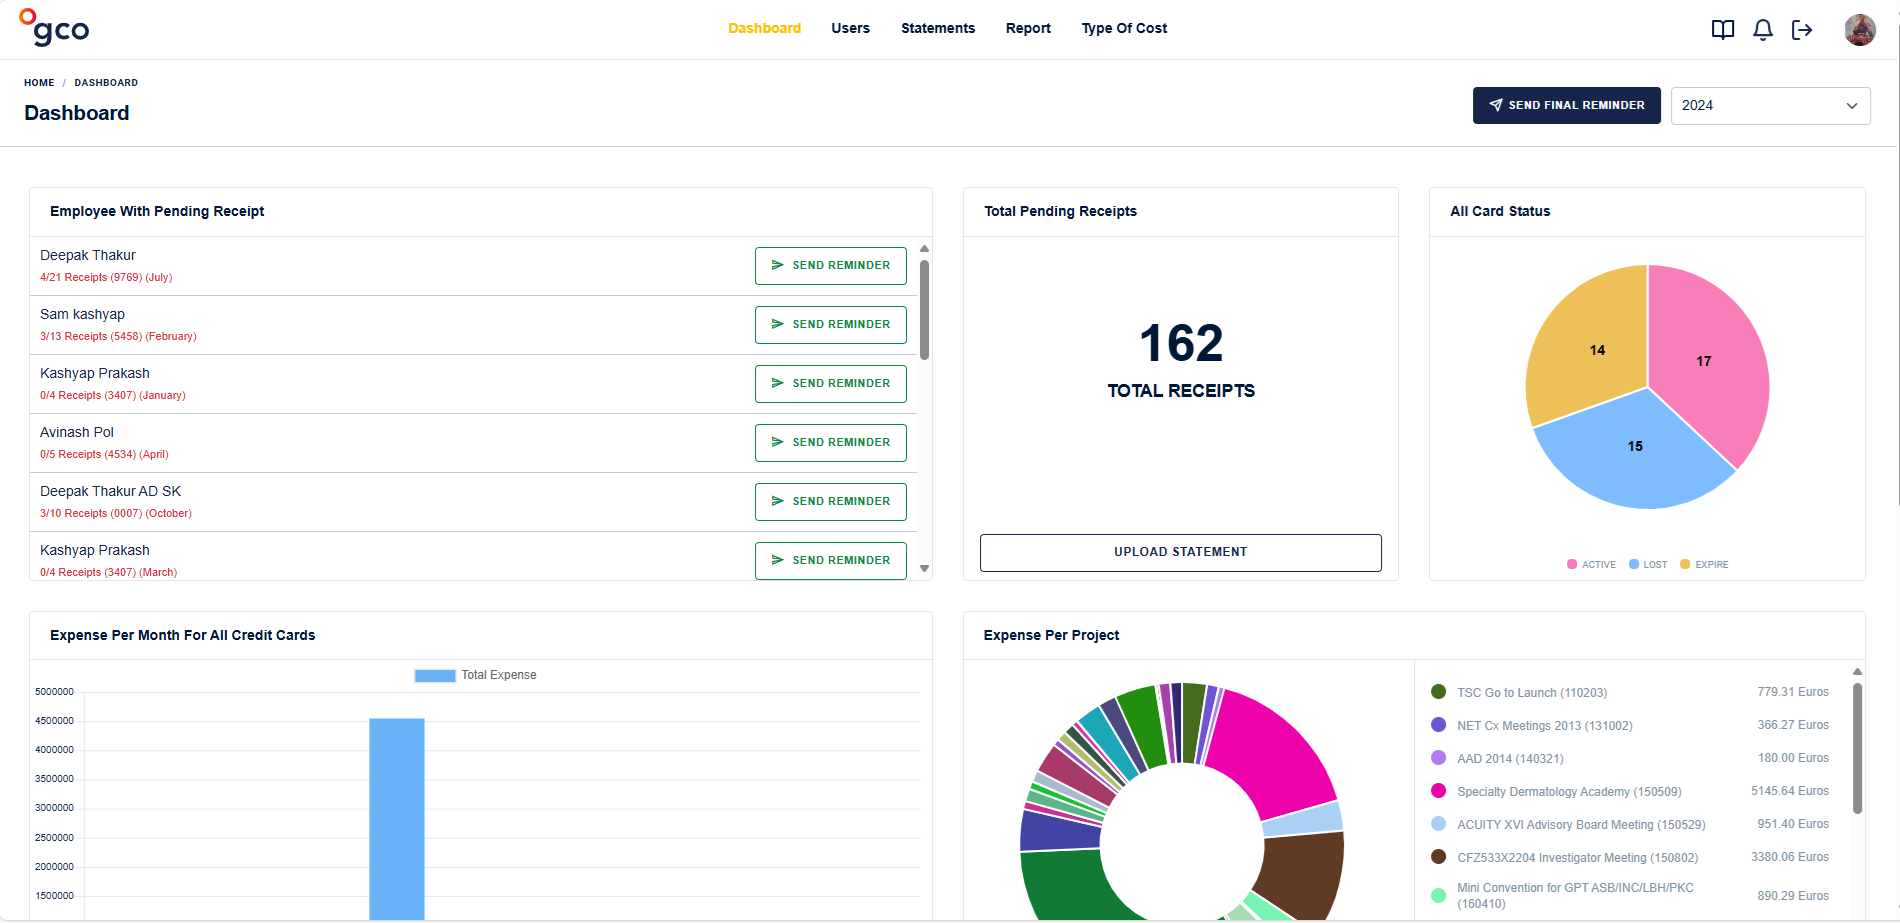 gco
Dashboard
Users
Statements
Report
Type Of Cost
HOME / DASHBOARD
Dashboard
SEND FINAL REMINDER
2024
Employee With Pending Receipt
Deepak Thakur
4/21 Receipts (9769) (July)
SEND REMINDER
Sam kashyap
3/13 Receipts (5458) (February)
SEND REMINDER
Kashyap Prakash
0/4 Receipts (3407) (January)
SEND REMINDER
Avinash Pol
0/5 Receipts (4534) (April)
SEND REMINDER
Deepak Thakur AD SK
3/10 Receipts (0007) (October)
SEND REMINDER
Kashyap Prakash
0/4 Receipts (3407) (March)
SEND REMINDER
Total Pending Receipts
162
TOTAL RECEIPTS
UPLOAD STATEMENT
All Card Status
14
17
15
ACTIVE
LOST
EXPIRE
Expense Per Month For All Credit Cards
Total Expense
5000000
4500000
4000000
3500000
3000000
2500000
2000000
1500000
Expense Per Project
TSC Go to Launch (110203) 779.31 Euros
NET Cx Meetings 2013 (131002) 366.27 Euros
AAD 2014 (140321) 180.00 Euros
Specialty Dermatology Academy (150509) 5145.64 Euros
ACUITY XVI Advisory Board Meeting (150529) 951.40 Euros
CFZ533X2204 Investigator Meeting (150802) 3380.06 Euros
Mini Convention for GPT ASB/INC/LBH/PKC
(160410) 890.29 Euros